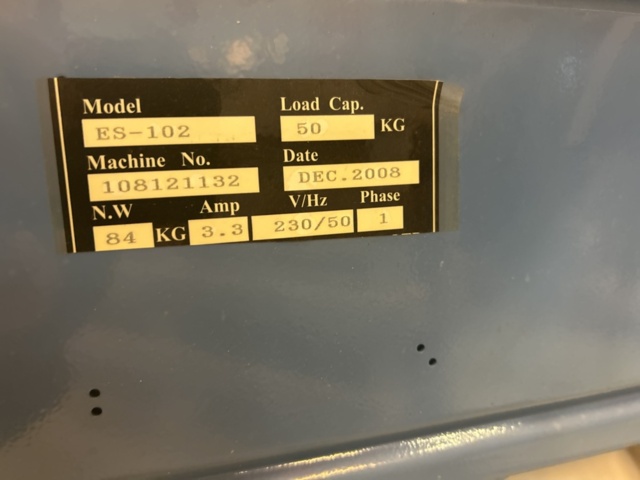 Model Load Cap.
ES-102 50 KG
Machine No. Date
108121132 DEC.2008
N.W Amp V/Hz Phase
84 KG 3.3 230/50 1